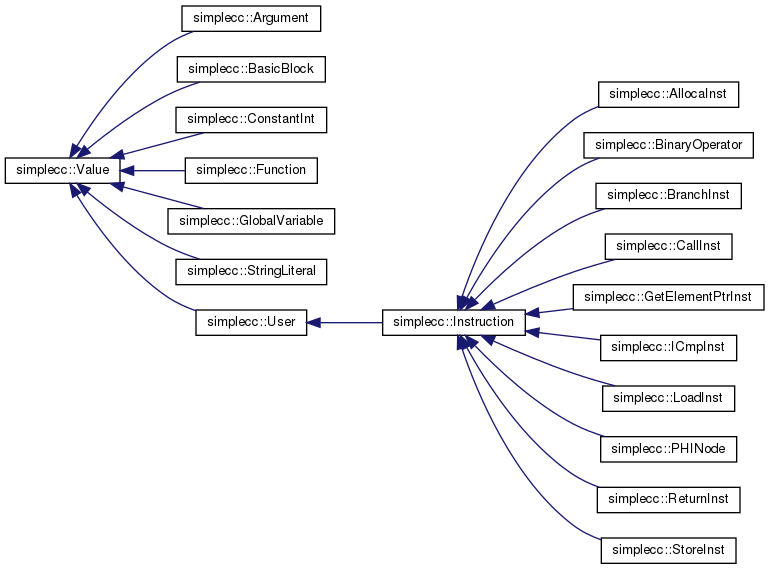 simplecc::Argument
simplecc::BasicBlock
simplecc::ConstantInt
simplecc::Value
simplecc::Function
simplecc::GlobalVariable
simplecc::StringLiteral
simplecc::User
simplecc::Instruction
simplecc::AllocaInst
simplecc::BinaryOperator
simplecc::BranchInst
simplecc::CallInst
simplecc::GetElementPtrInst
simplecc::ICmpInst
simplecc::LoadInst
simplecc::PHINode
simplecc::ReturnInst
simplecc::StoreInst